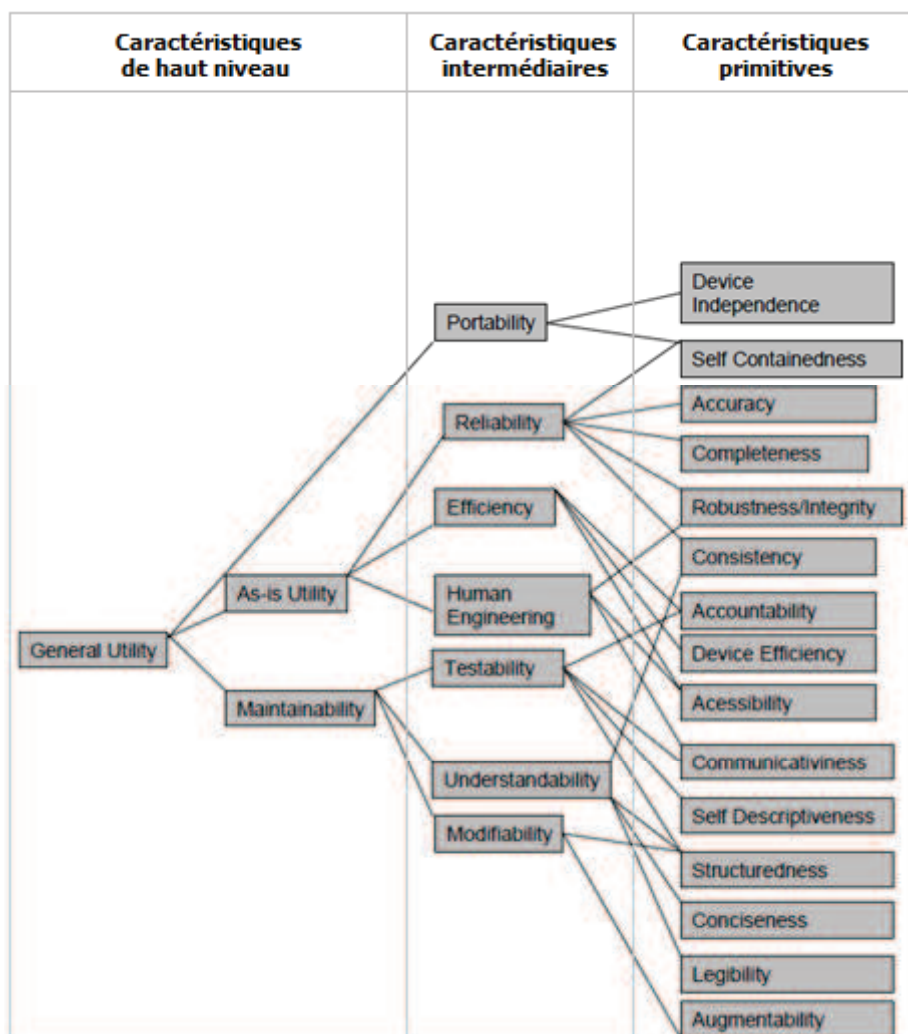 Caractéristiques
de haut niveau
Caractéristiques
intermédiaires
Caractéristiques
primitives
Device
Independence
Portability
Self Containedness
Accuracy
Reliability
Completeness
Efficiency
Robustness/Integrity
Consistency
As-is Utility
Human
Engineering
Accountability
General Utility
Device Efficiency
Testability
Acessibility
Maintainability
Communicativiness
Understandability
Self Descriptiveness
Modifiability
Structuredness
Conciseness
Legibility
Augmentability